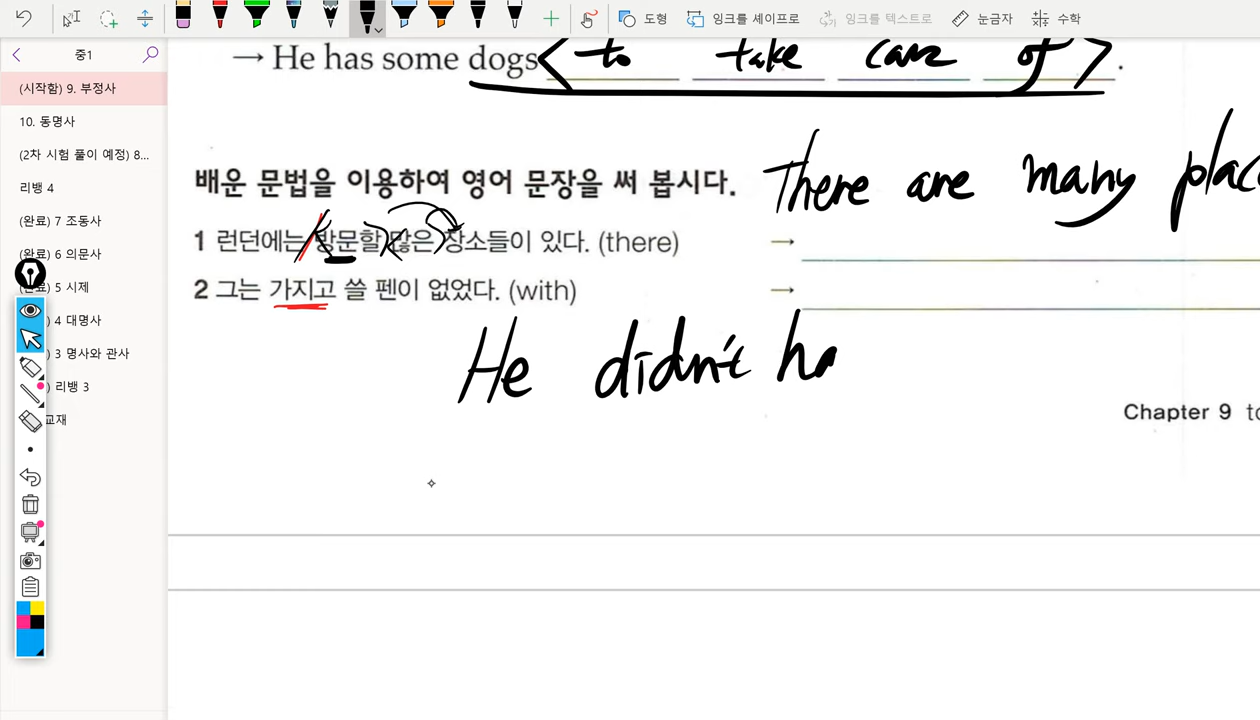 도형
잉크를 셰이프로
잉크를 텍스트로
눈금자
수학
중1
(시작함) 9. 부정사
10. 동명사
(2차 시험 풀이 예정) 8...
리뱅 4
(완료) 7 조동사
(완료) 6 의문사
5 시제
) 4 대명사
) 3 명사와 관사
) 리뱅 3
교재
→ He has some dogs to take care of.
배운 문법을 이용하여 영어 문장을 써 봅시다. There are many plac
1 런던에는 방문할 많은 장소들이 있다. (there) →
2 그는 가지고 쓸 펜이 없었다. (with) →
He didn't ha
Chapter 9 to